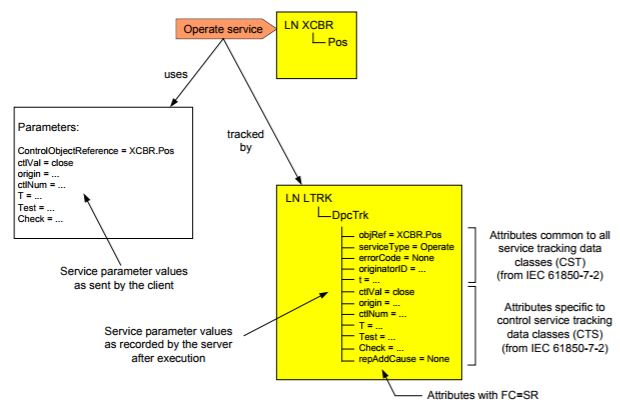 Operate service
LN XCBR
Pos
uses
tracked
by
Parameters:
ControlObjectReference = XCBR.Pos
ctlVal = close
origin = ...
ctlNum = ...
T = ...
Test = ...
Check = ...
Service parameter values
as sent by the client
LN LTRK
DpcTrk
objRef = XCBR.Pos
serviceType = Operate
errorCode = None
originatorID = ...
t = ...
ctlVal = close
origin = ...
ctlNum = ...
T = ...
Test = ...
Check = ...
repAddCause = None
Attributes common to all
service tracking data
classes (CST)
(from IEC 61850-7-2)
Attributes specific to
control service tracking
data classes (CTS)
(from IEC 61850-7-2)
Service parameter values
as recorded by the server
after execution
Attributes with FC=SR